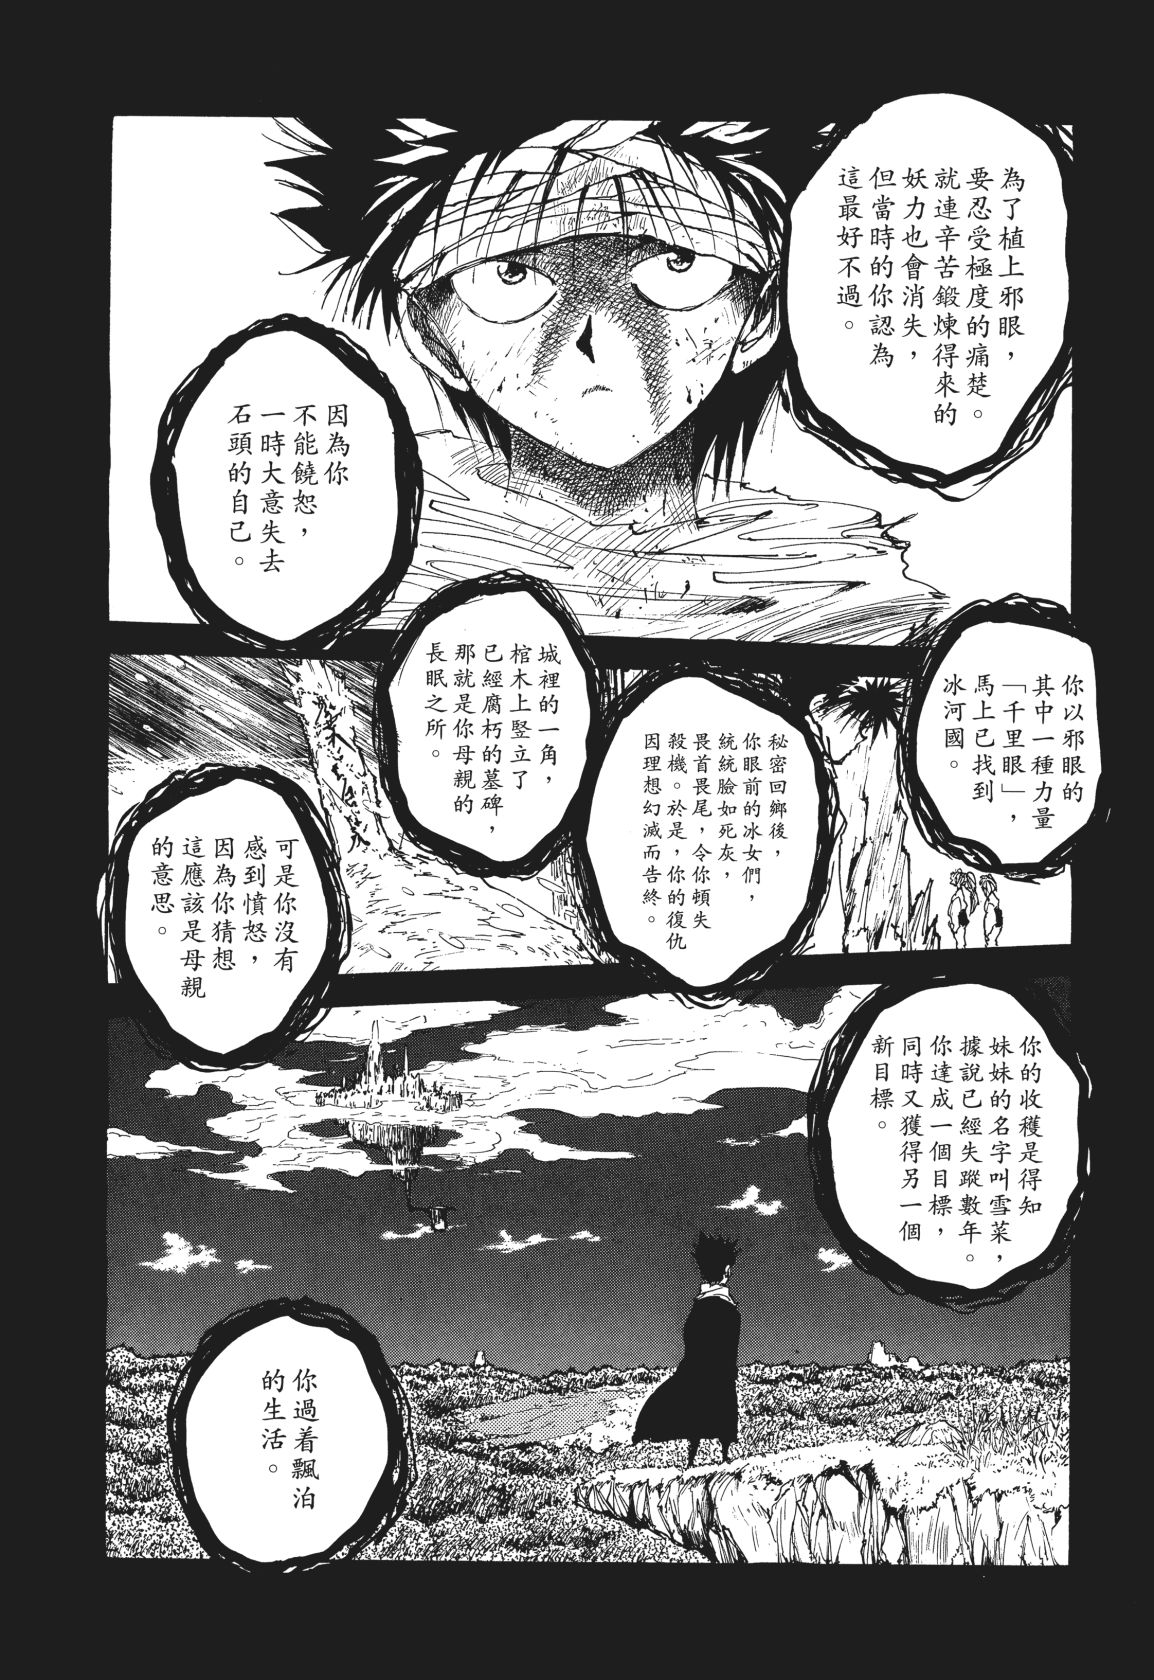 為了植上邪眼，
要忍受極度的痛楚。
就連辛苦鍛煉得來的
妖力也會消失，
但當時的你認為
這最好不過。
因為你
不能饒恕，
一時大意失去
石頭的自己。
你以邪眼的
其中一種力量
「千里眼」，
馬上已找到
冰河國。
秘密回鄉後，
你眼前的冰女們，
統統臉如死灰，
畏首畏尾，令你頓失
殺機。於是，你的復仇
因理想幻滅而告終。
城裡的一角，
棺木上竪立了
已經腐朽的墓碑，
那就是你母親的
長眠之所。
可是你沒有
感到憤怒，
因為你猜想
這應該是母親
的意思。
你的收穫是得知
妹妹的名字叫雪菜，
據說已經失蹤數年。
你達成一個目標，
同時又獲得另一個
新目標。
你過着飄泊
的生活。